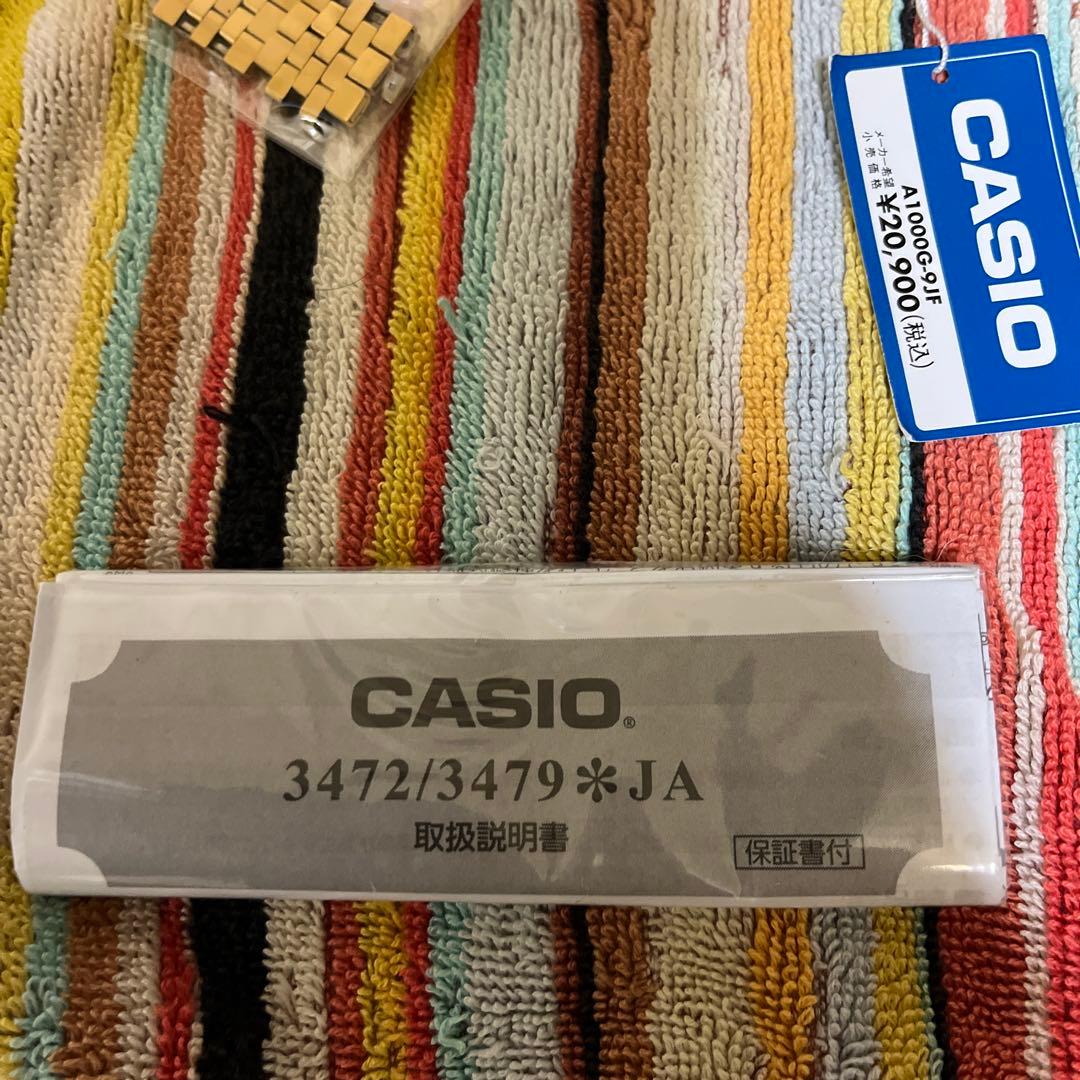 CASIO
A1000G-9JF
メーカー希望
小売価格 ¥20,900(税込)
CASIO®
3472/3479＊JA
取扱説明書
保証書付